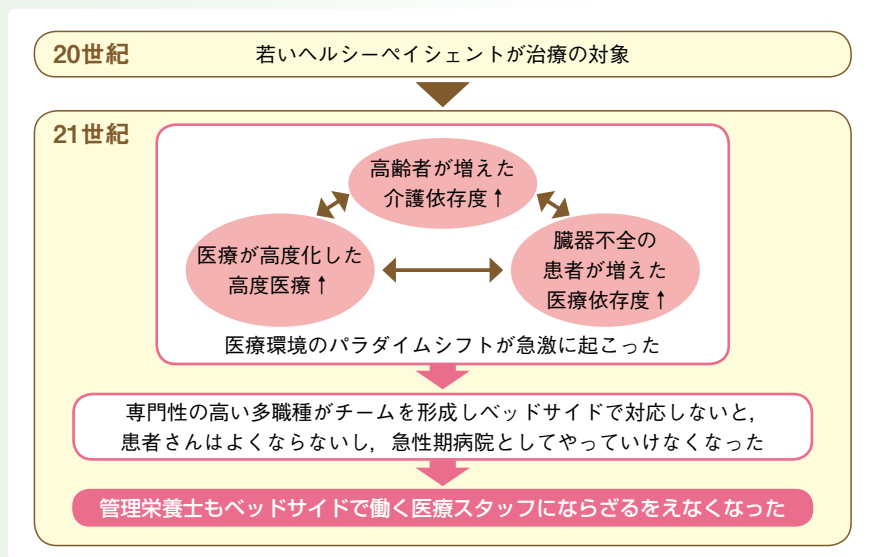 20世紀
若いヘルシーペイシェントが治療の対象
21世紀
高齢者が増えた
介護依存度↑
医療が高度化した
高度医療↑
臓器不全の
患者が増えた
医療依存度↑
医療環境のパラダイムシフトが急激に起こった
専門性の高い多職種がチームを形成しベッドサイドで対応しないと，
患者さんはよくならないし，急性期病院としてやっていけなくなった
管理栄養士もベッドサイドで働く医療スタッフにならざるをえなくなった